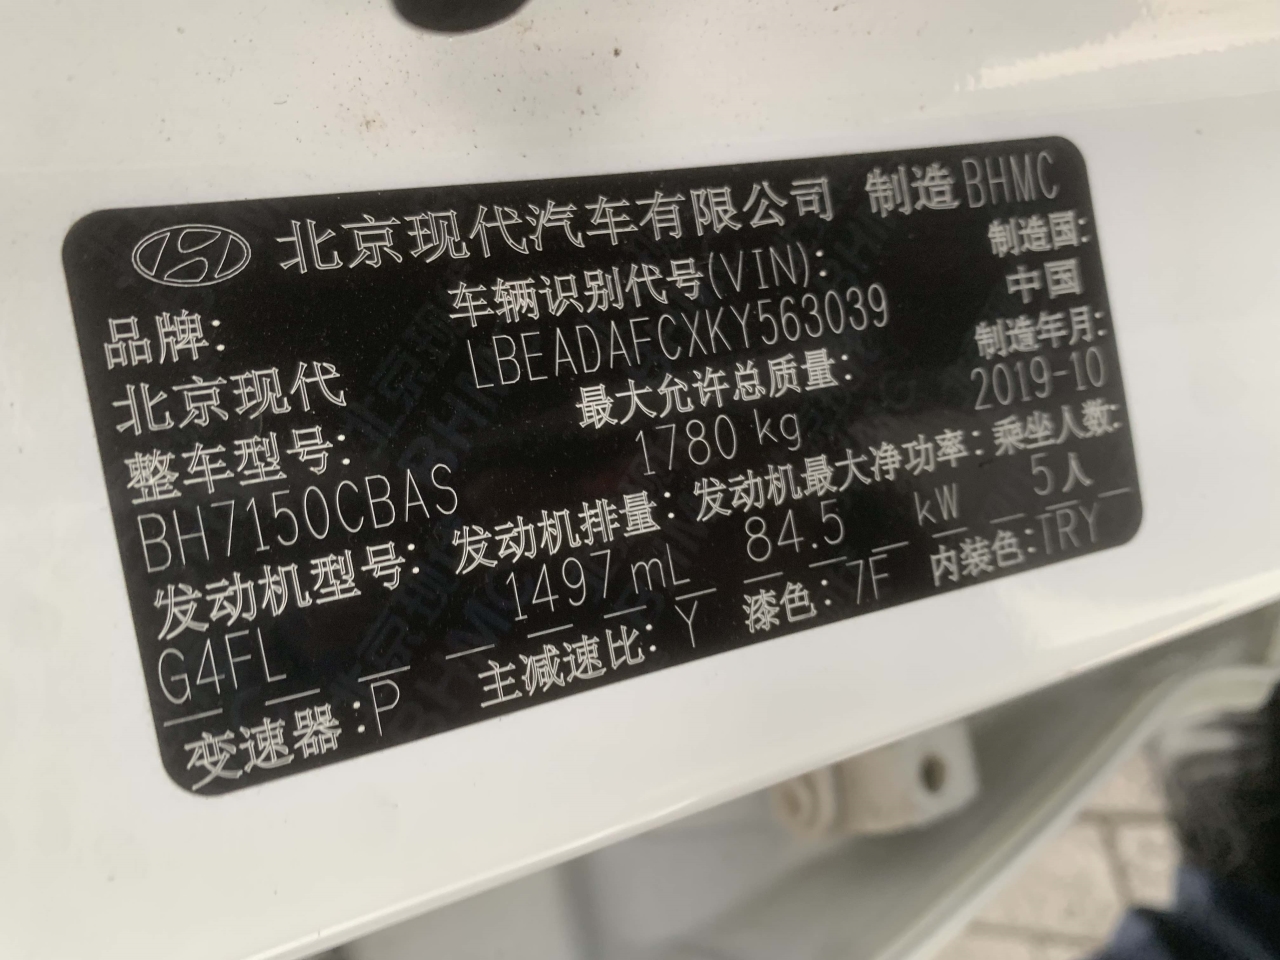 北京现代汽车有限公司 制造BHMC
品牌:
北京现代
车辆识别代号(VIN):
LBEADAFCXKY563039
制造国:
中国
整车型号:
BH7150CBAS
最大允许总质量:
1780 kg
制造年月:
2019-10
发动机型号:
G4FL
发动机排量:
1497 mL
发动机最大净功率:
84.5 kW
乘坐人数:
5人
变速器:P
主减速比:Y
漆色:7F
内装色:TRY